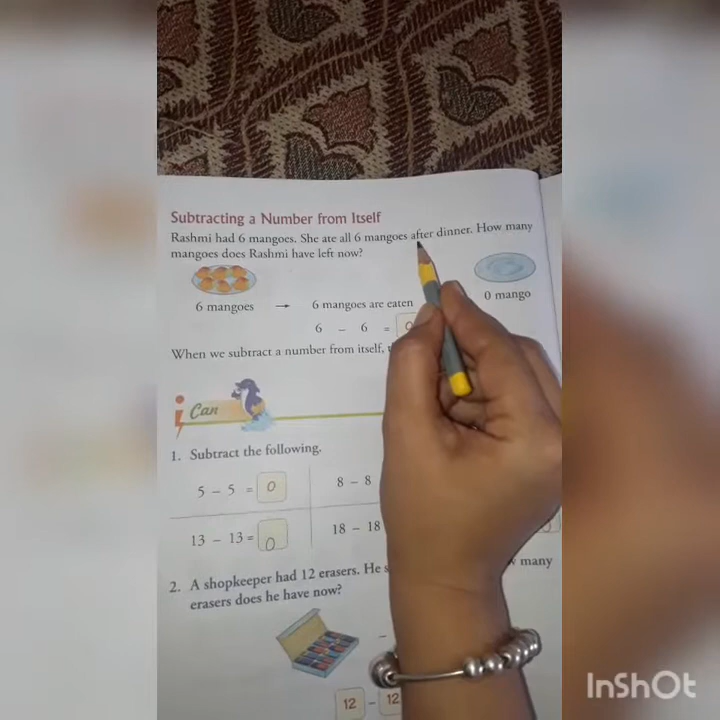 Subtracting a Number from Itself
Rashmi had 6 mangoes. She ate all 6 mangoes after dinner. How many
mangoes does Rashmi have left now?
6 mangoes → 6 mangoes are eaten 0 mango
6 - 6 = 0
When we subtract a number from itself,
i Can
1. Subtract the following.
5 - 5 = 0 8 - 8
13 - 13 = 0 18 - 18
2. A shopkeeper had 12 erasers. He many
erasers does he have now?
-
12 - 12
InShOt